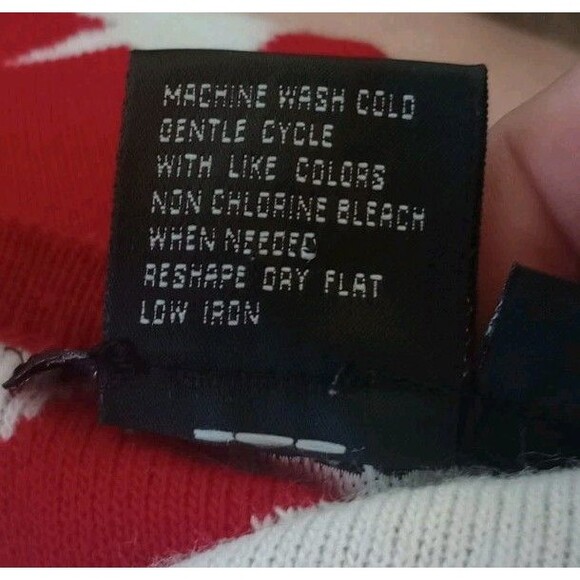 MACHINE WASH COLD
GENTLE CYCLE
WITH LIKE COLORS
NON CHLORINE BLEACH
WHEN NEEDED
RESHAPE DRY FLAT
LOW IRON